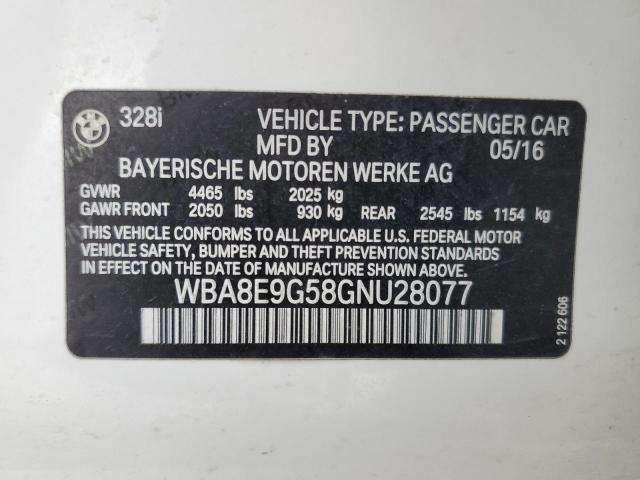 328i VEHICLE TYPE: PASSENGER CAR
MFD BY 05/16
BAYERISCHE MOTOREN WERKE AG
GVWR 4465 lbs 2025 kg
GAWR FRONT 2050 lbs 930 kg REAR 2545 lbs 1154 kg
THIS VEHICLE CONFORMS TO ALL APPLICABLE U.S. FEDERAL MOTOR
VEHICLE SAFETY, BUMPER AND THEFT PREVENTION STANDARDS
IN EFFECT ON THE DATE OF MANUFACTURE SHOWN ABOVE.
WBA8E9G58GNU28077
2 122 606